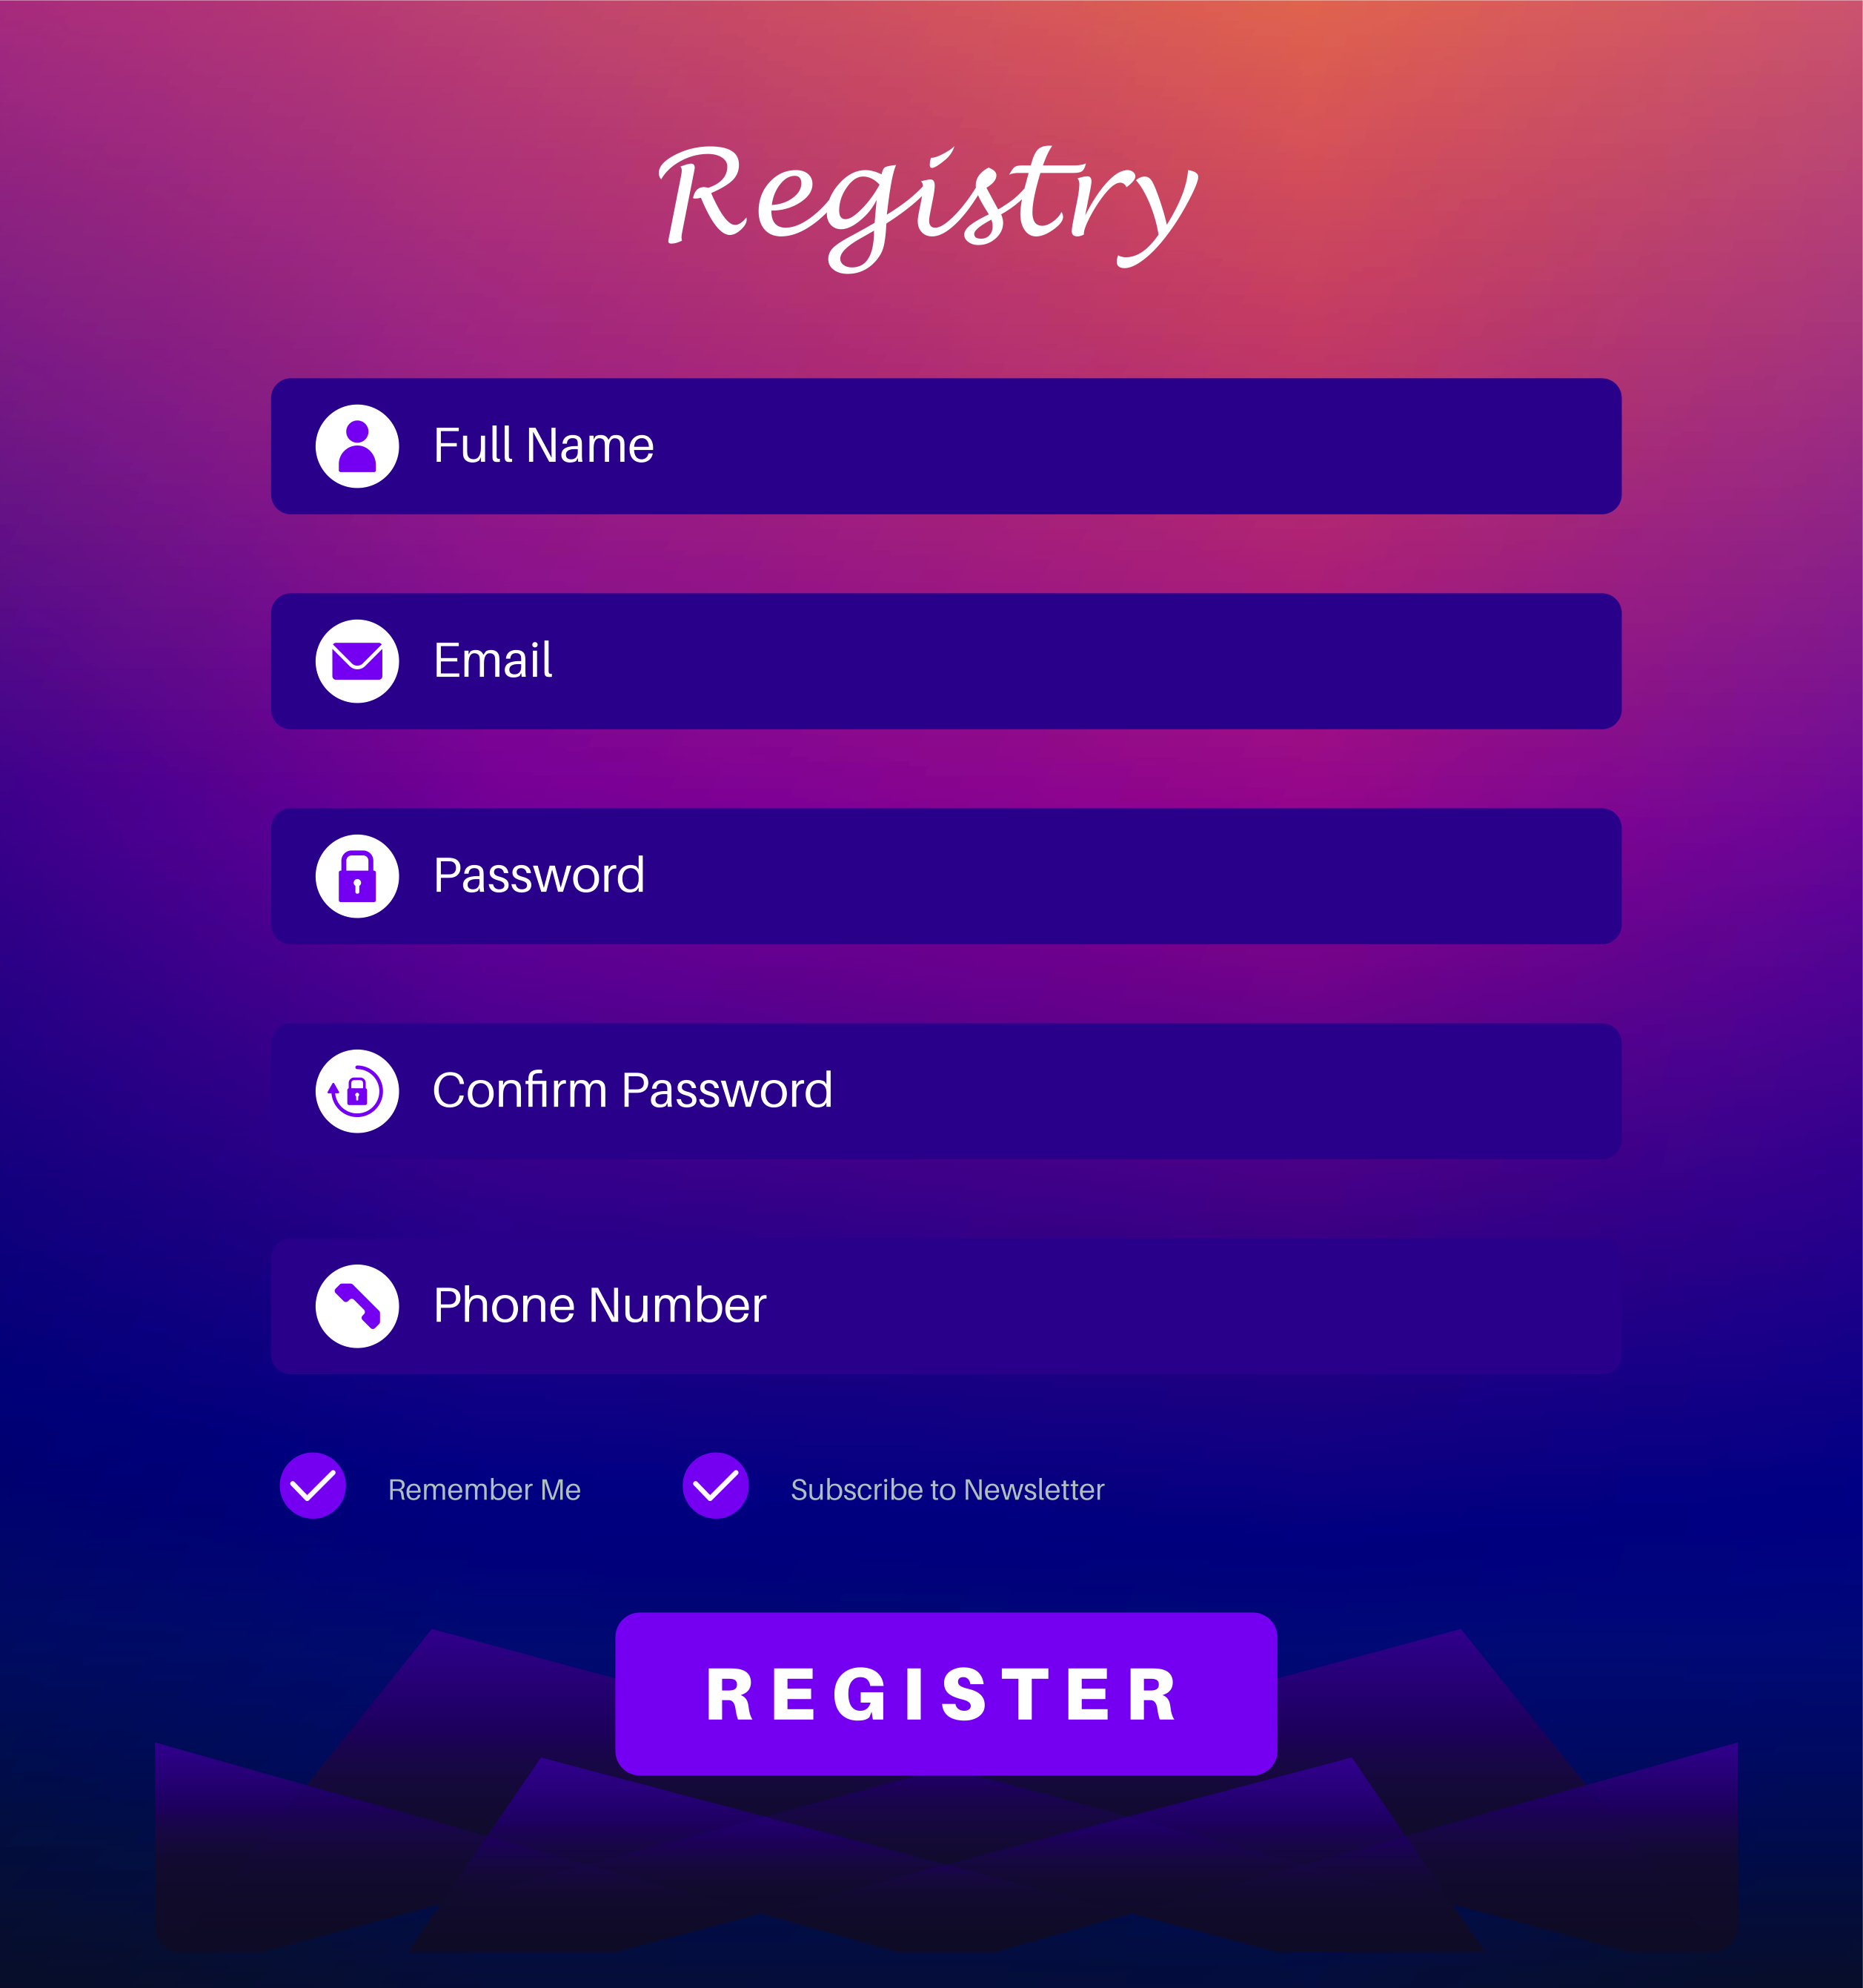 Registry
Full Name
Email
Password
Confirm Password
Phone Number
Remember Me
Subscribe to Newsletter
REGISTER